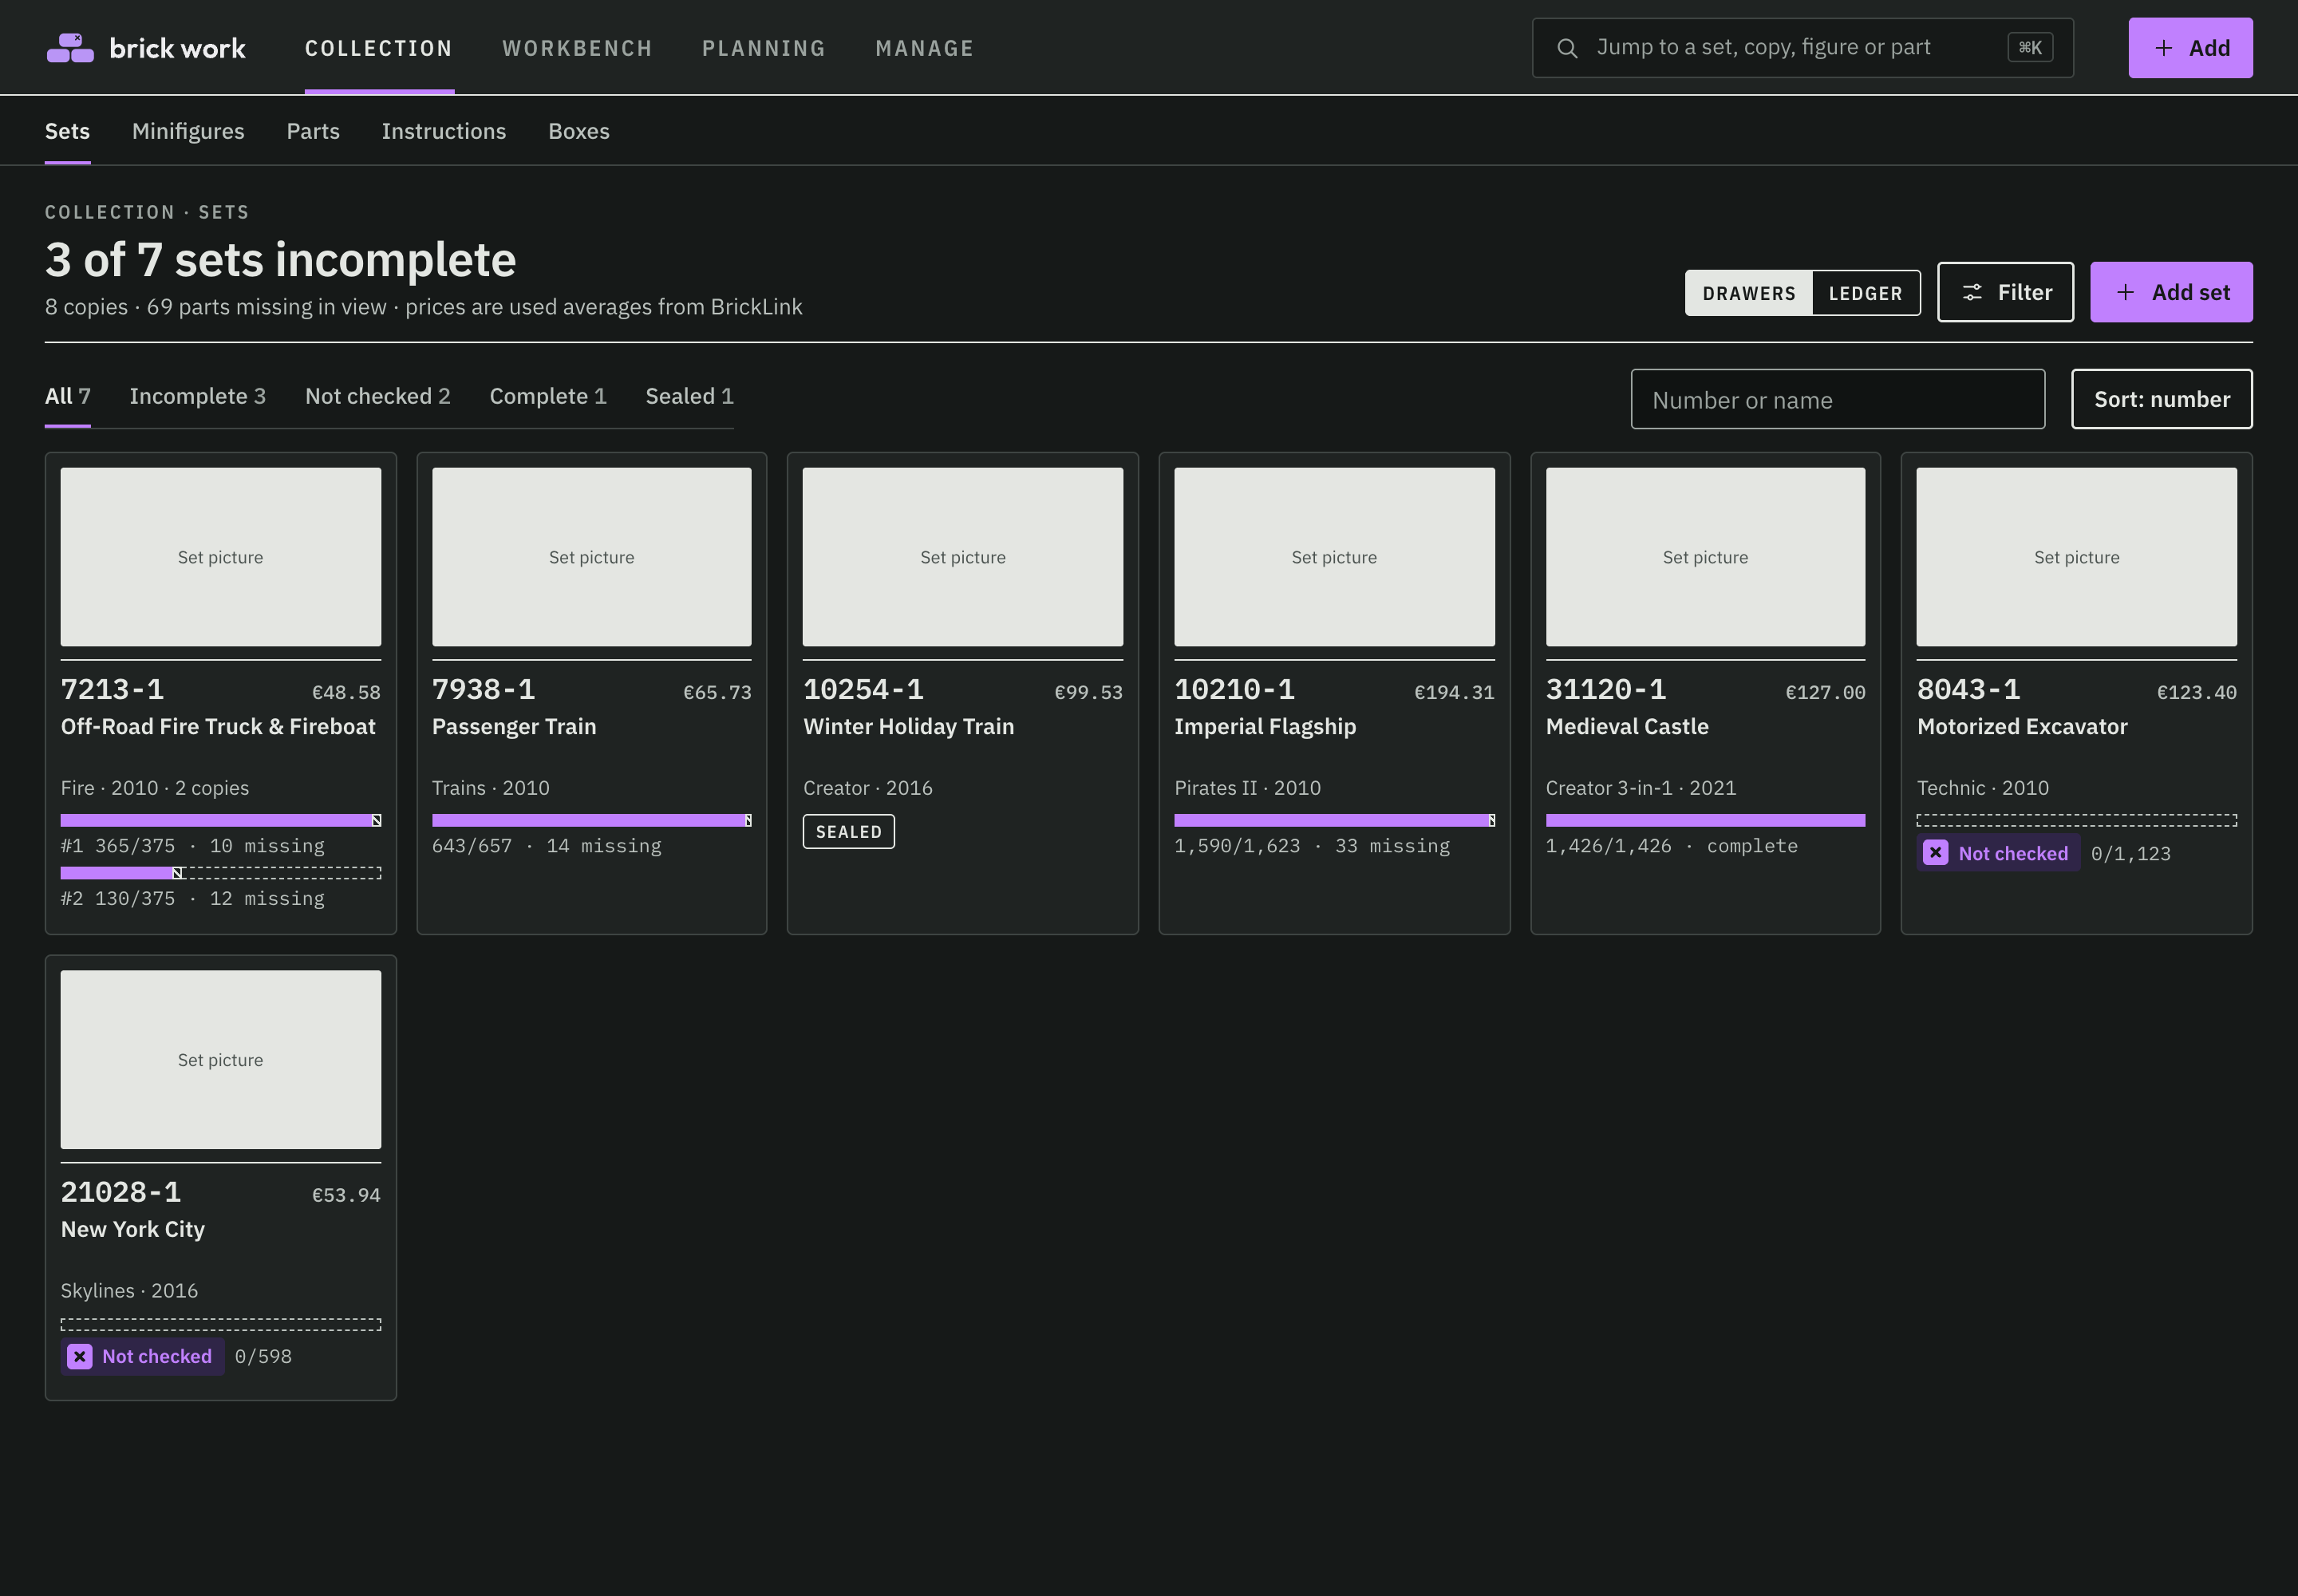 brick work
COLLECTION WORKBENCH PLANNING MANAGE
Jump to a set, copy, figure or part ⌘K
+ Add
Sets Minifigures Parts Instructions Boxes
COLLECTION · SETS
3 of 7 sets incomplete
8 copies · 69 parts missing in view · prices are used averages from BrickLink
DRAWERS LEDGER
Filter
+ Add set
All 7 Incomplete 3 Not checked 2 Complete 1 Sealed 1
Number or name
Sort: number
Set picture
7213-1 €48.58
Off-Road Fire Truck & Fireboat
Fire · 2010 · 2 copies
#1 365/375 · 10 missing
#2 130/375 · 12 missing
Set picture
7938-1 €65.73
Passenger Train
Trains · 2010
643/657 · 14 missing
Set picture
10254-1 €99.53
Winter Holiday Train
Creator · 2016
SEALED
Set picture
10210-1 €194.31
Imperial Flagship
Pirates II · 2010
1,590/1,623 · 33 missing
Set picture
31120-1 €127.00
Medieval Castle
Creator 3-in-1 · 2021
1,426/1,426 · complete
Set picture
8043-1 €123.40
Motorized Excavator
Technic · 2010
Not checked 0/1,123
Set picture
21028-1 €53.94
New York City
Skylines · 2016
Not checked 0/598